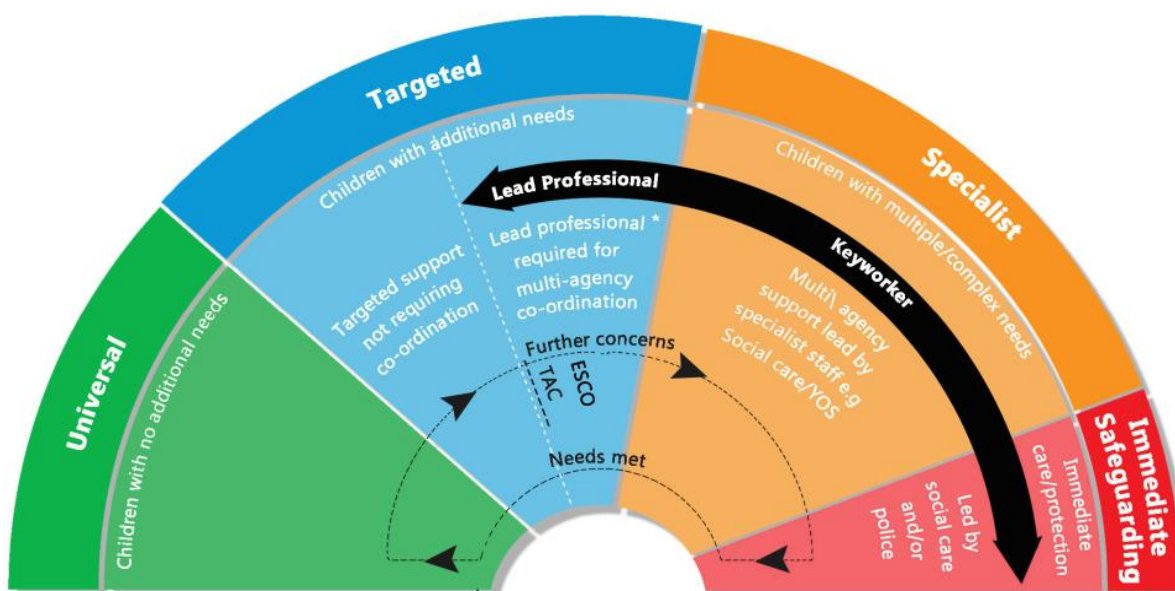 Universal
Children with no additional needs
Targeted
Children with additional needs
Targeted support
not requiring
co-ordination
Lead Professional
Lead professional *
required for
multi-agency
co-ordination
Further concerns
ESCO
TAC
Needs met
Specialist
Children with multiple/complex needs
Keyworker
Multi\ agency
support lead by
specialist staff e.g
Social care/YOS
Immediate
Safeguarding
Immediate
care/protection
Led by
social care
and/or
police